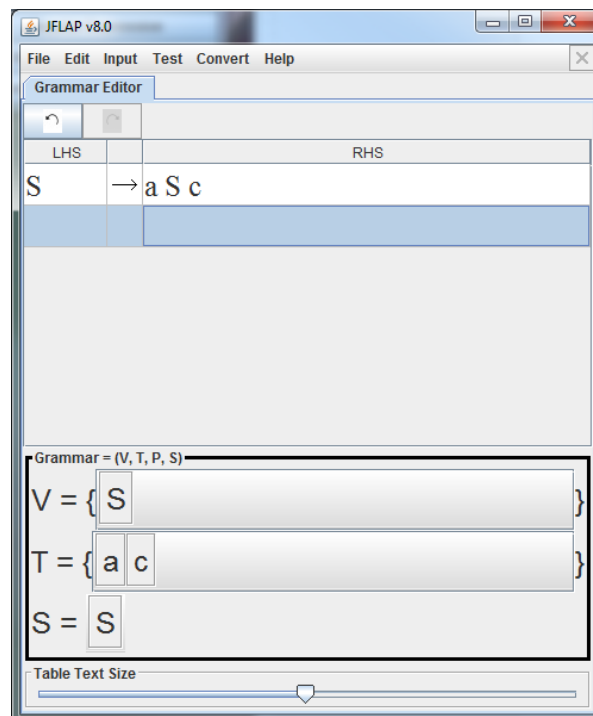 JFLAP v8.0
File Edit Input Test Convert Help
Grammar Editor
LHS RHS
S → a S c
Grammar = (V, T, P, S)
V = { S }
T = { a c }
S = S
Table Text Size